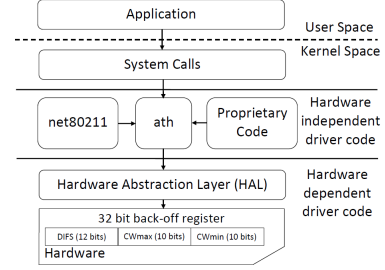 Application
User Space
Kernel Space
System Calls
net80211
ath
Proprietary
Code
Hardware
independent
driver code
Hardware Abstraction Layer (HAL)
Hardware
dependent
driver code
32 bit back-off register
DIFS (12 bits) CWmax (10 bits) CWmin (10 bits)
Hardware